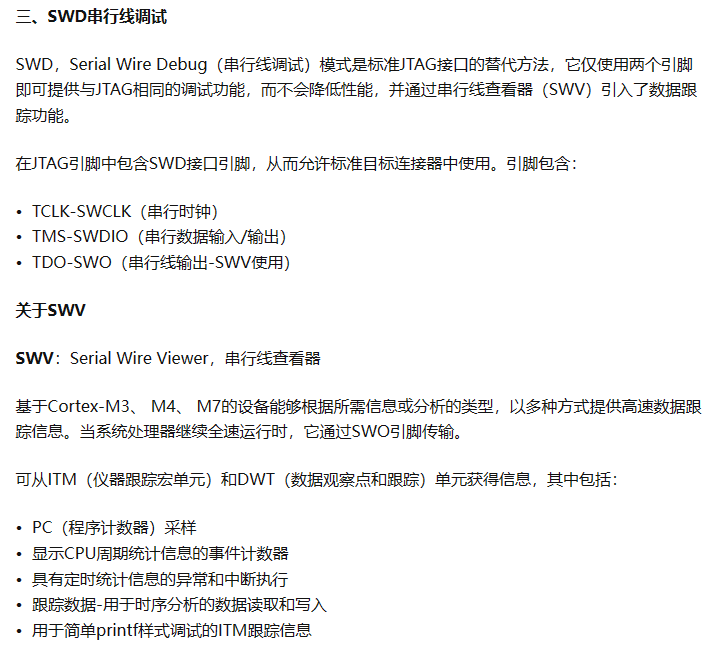 三、SWD串行线调试
SWD，Serial Wire Debug（串行线调试）模式是标准JTAG接口的替代方法，它仅使用两个引脚
即可提供与JTAG相同的调试功能，而不会降低性能，并通过串行线查看器（SWV）引入了数据跟
踪功能。
在JTAG引脚中包含SWD接口引脚，从而允许标准目标连接器中使用。引脚包含：
• TCLK-SWCLK（串行时钟）
• TMS-SWDIO（串行数据输入/输出）
• TDO-SWO（串行线输出-SWV使用）
关于SWV
SWV：Serial Wire Viewer，串行线查看器
基于Cortex-M3、 M4、 M7的设备能够根据所需信息或分析的类型，以多种方式提供高速数据跟
踪信息。当系统处理器继续全速运行时，它通过SWO引脚传输。
可从ITM（仪器跟踪宏单元）和DWT（数据观察点和跟踪）单元获得信息，其中包括：
• PC（程序计数器）采样
• 显示CPU周期统计信息的事件计数器
• 具有定时统计信息的异常和中断执行
• 跟踪数据-用于时序分析的数据读取和写入
• 用于简单printf样式调试的ITM跟踪信息